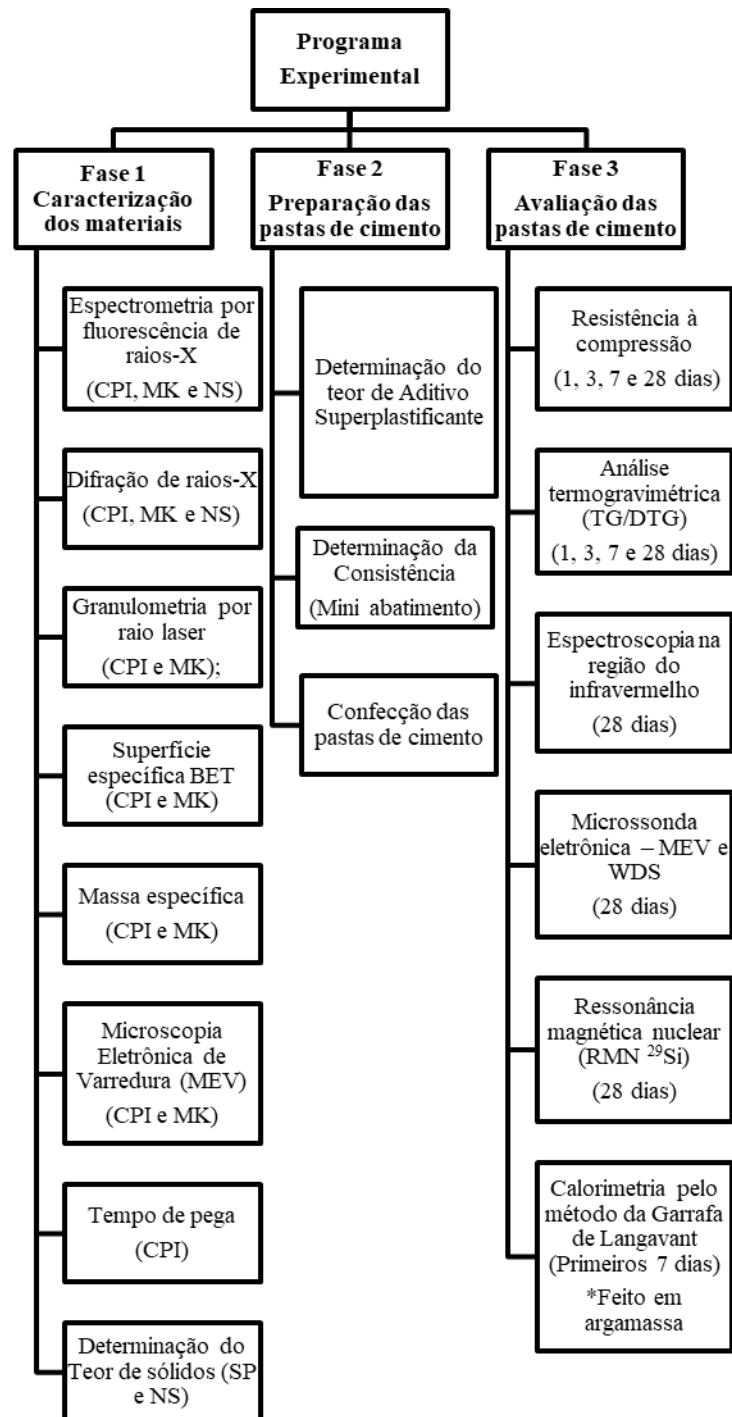 Programa
Experimental
Fase 1
Caracterização
dos materiais
Espectrometria por
fluorescência de
raios-X
(CPI, MK e NS)
Difração de raios-X
(CPI, MK e NS)
Granulometria por
raio laser
(CPI e MK);
Superfície
específica BET
(CPI e MK)
Massa específica
(CPI e MK)
Microscopia
Eletrônica de
Varredura (MEV)
(CPI e MK)
Tempo de pega
(CPI)
Determinação do
Teor de sólidos (SP
e NS)
Fase 2
Preparação das
pastas de cimento
Determinação do
teor de Aditivo
Superplastificante
Determinação da
Consistência
(Mini abatimento)
Confecção das
pastas de cimento
Fase 3
Avaliação das
pastas de cimento
Resistência à
compressão
(1, 3, 7 e 28 dias)
Análise
termogravimétrica
(TG/DTG)
(1, 3, 7 e 28 dias)
Espectroscopia na
região do
infravermelho
(28 dias)
Microssonda
eletrônica – MEV e
WDS
(28 dias)
Ressonância
magnética nuclear
(RMN ²⁹Si)
(28 dias)
Calorimetria pelo
método da Garrafa
de Langavant
(Primeiros 7 dias)
*Feito em
argamassa